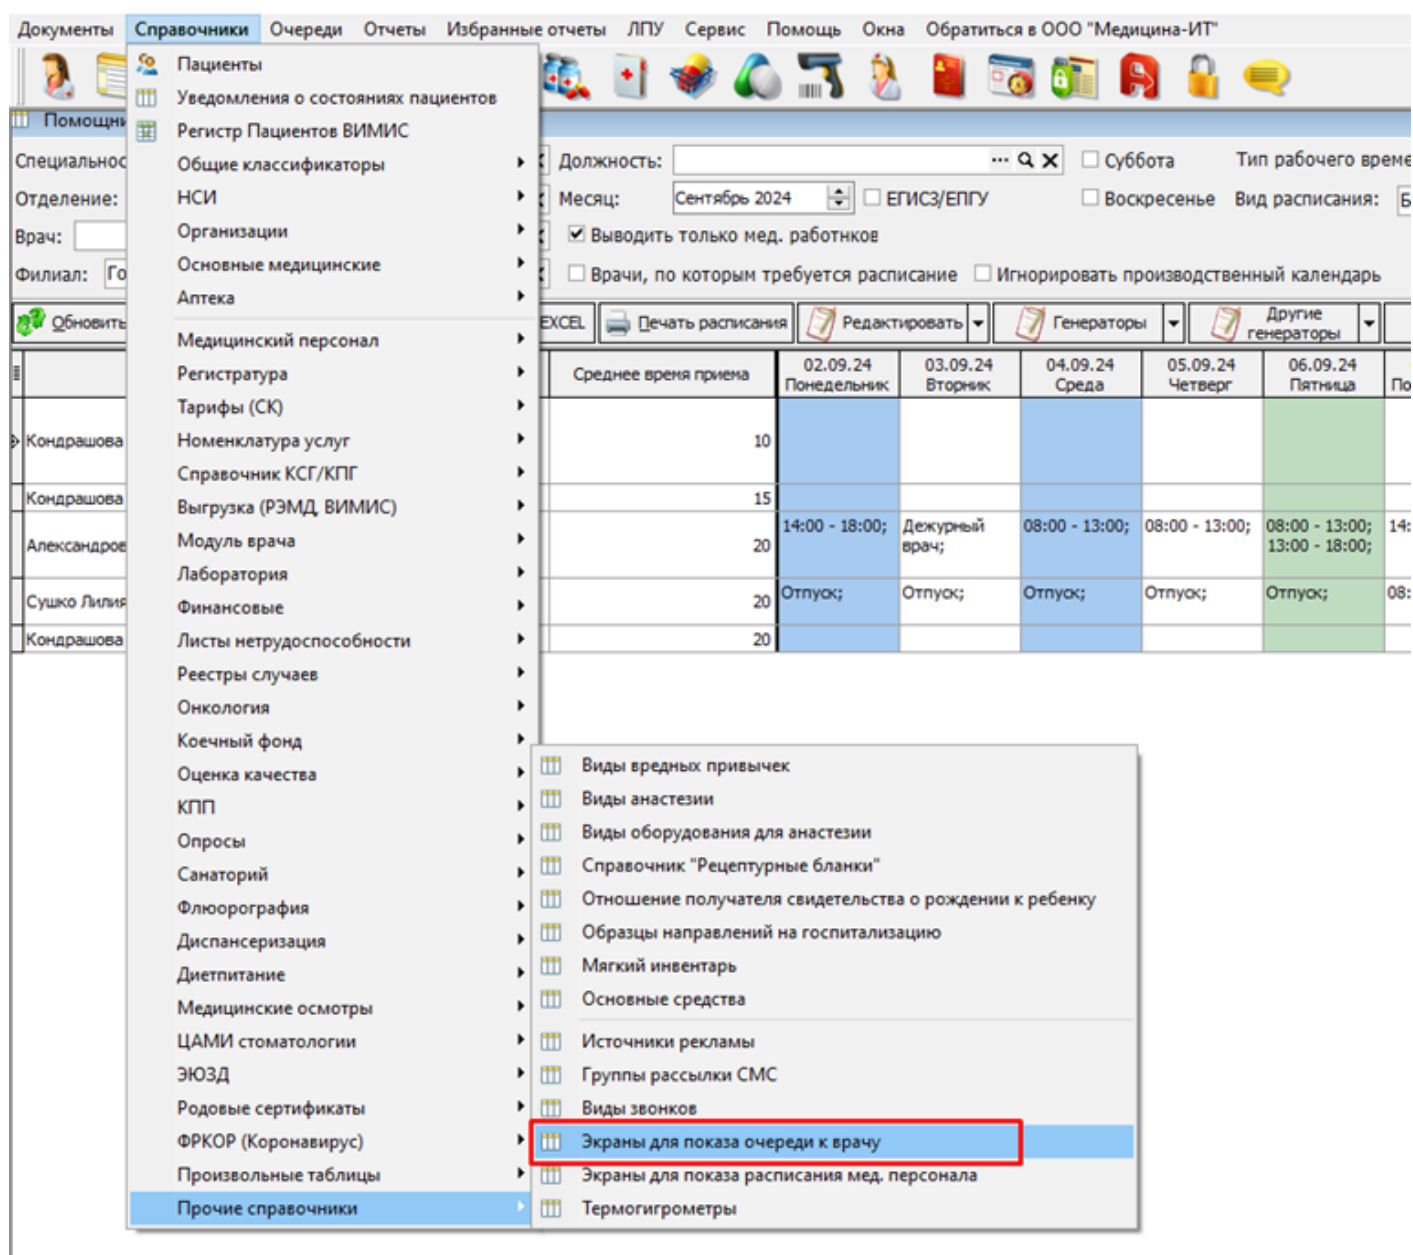 Документы Справочники Очереди Отчеты Избранные отчеты ЛПУ Сервис Помощь Окна Обратиться в ООО "Медицина-ИТ"
Пациенты
Уведомления о состояниях пациентов
Регистр Пациентов ВИМИС
Общие классификаторы
НСИ
Организации
Основные медицинские
Аптека
Медицинский персонал
Регистратура
Тарифы (СК)
Номенклатура услуг
Справочник КСГ/КПГ
Выгрузка (РЭМД, ВИМИС)
Модуль врача
Лаборатория
Финансовые
Листы нетрудоспособности
Реестры случаев
Онкология
Коечный фонд
Оценка качества
КПП
Опросы
Санаторий
Флюорография
Диспансеризация
Диетпитание
Медицинские осмотры
ЦАМИ стоматологии
ЭЮЗД
Родовые сертификаты
ФРКОР (Коронавирус)
Произвольные таблицы
Прочие справочники
Виды вредных привычек
Виды анастезии
Виды оборудования для анастезии
Справочник "Рецептурные бланки"
Отношение получателя свидетельства о рождении к ребенку
Образцы направлений на госпитализацию
Мягкий инвентарь
Основные средства
Источники рекламы
Группы рассылки СМС
Виды звонков
Экраны для показа очереди к врачу
Экраны для показа расписания мед. персонала
Термогигрометры
Помощни
Специальнос Должность: Суббота Тип рабочего време
Отделение: Месяц: Сентябрь 2024 ЕГИСЗ/ЕПГУ Воскресенье Вид расписания: Б
Врач: Выводить только мед. работнков
Филиал: Го Врачи, по которым требуется расписание Игнорировать производственный календарь
Обновить EXCEL Печать расписания Редактировать Генераторы Другие генераторы
Среднее время приема 02.09.24 Понедельник 03.09.24 Вторник 04.09.24 Среда 05.09.24 Четверг 06.09.24 Пятница По
Кондрашова 10
Кондрашова 15
Александров 20 14:00 - 18:00; Дежурный врач; 08:00 - 13:00; 08:00 - 13:00; 08:00 - 13:00; 13:00 - 18:00; 14:
Сушко Лилия 20 Отпуск; Отпуск; Отпуск; Отпуск; Отпуск; 08:
Кондрашова 20